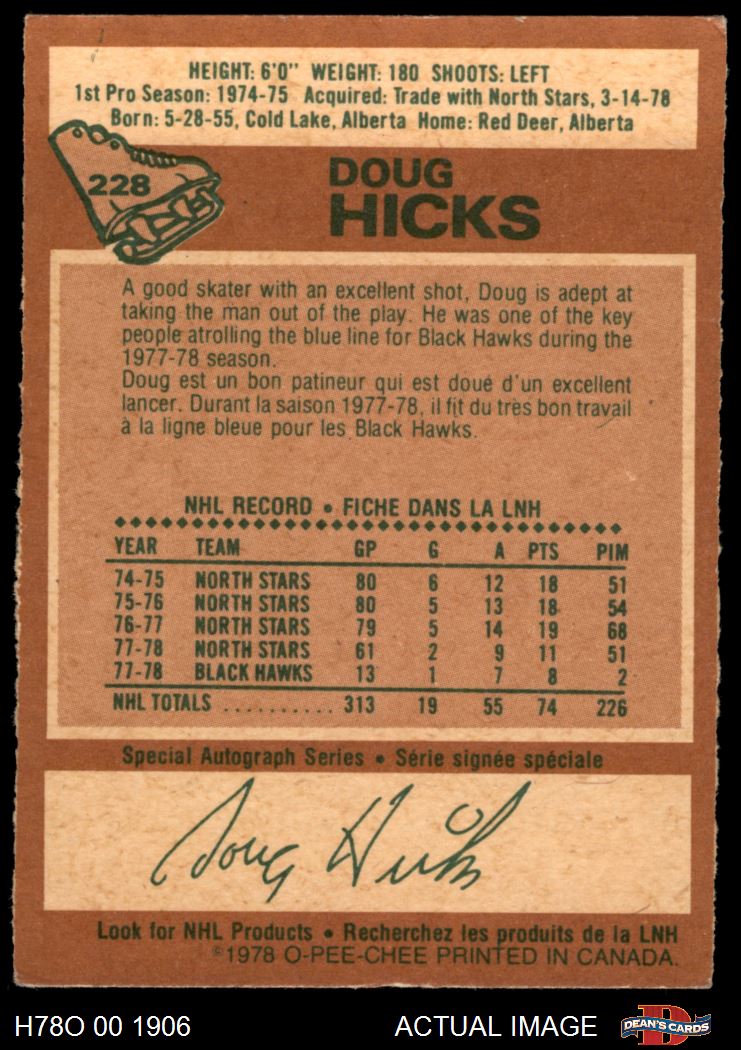 HEIGHT: 6'0" WEIGHT: 180 SHOOTS: LEFT
1st Pro Season: 1974-75 Acquired: Trade with North Stars, 3-14-78
Born: 5-28-55, Cold Lake, Alberta Home: Red Deer, Alberta
228
DOUG
HICKS
A good skater with an excellent shot, Doug is adept at
taking the man out of the play. He was one of the key
people atrolling the blue line for Black Hawks during the
1977-78 season.
Doug est un bon patineur qui est doué d'un excellent
lancer. Durant la saison 1977-78, il fit du très bon travail
à la ligne bleue pour les Black Hawks.
NHL RECORD • FICHE DANS LA LNH
YEAR TEAM GP G A PTS PIM
74-75 NORTH STARS 80 6 12 18 51
75-76 NORTH STARS 80 5 13 18 54
76-77 NORTH STARS 79 5 14 19 68
77-78 NORTH STARS 61 2 9 11 51
77-78 BLACK HAWKS 13 1 7 8 2
NHL TOTALS .......... 313 19 55 74 226
Special Autograph Series • Série signée spéciale
Doug Hicks
Look for NHL Products • Recherchez les produits de la LNH
©1978 O-PEE-CHEE PRINTED IN CANADA.
H78O 00 1906 ACTUAL IMAGE D DEAN'S CARDS